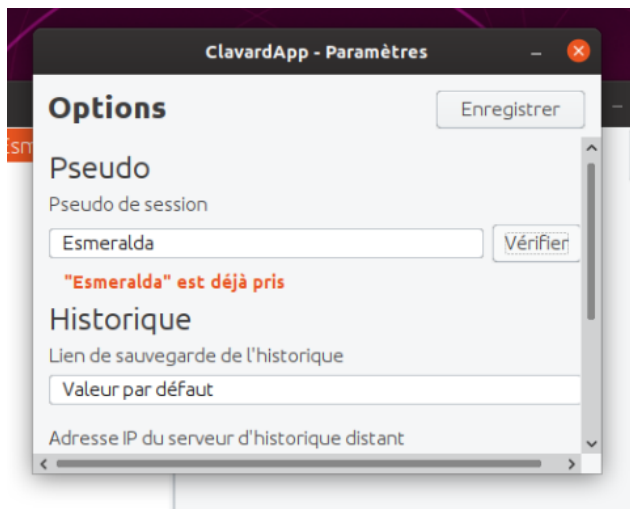 ClavardApp - Paramètres
Options
Enregistrer
Esm
Pseudo
Pseudo de session
Esmeralda
Vérifier
"Esmeralda" est déjà pris
Historique
Lien de sauvegarde de l'historique
Valeur par défaut
Adresse IP du serveur d'historique distant